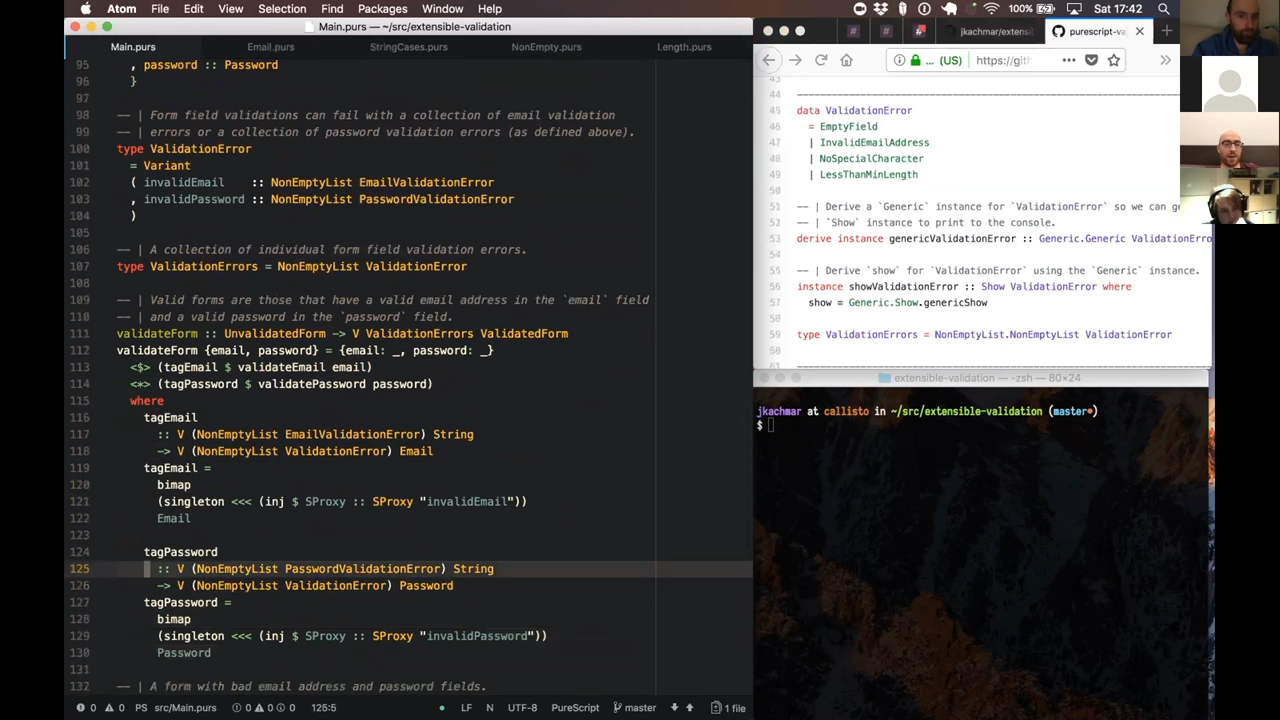 Atom File Edit View Selection Find Packages Window Help
100% Sat 17:42
Main.purs — ~/src/extensible-validation
Main.purs Email.purs StringCases.purs NonEmpty.purs Length.purs
95 , password :: Password
96 }
97
98 -- | Form field validations can fail with a collection of email validation
99 -- | errors or a collection of password validation errors (as defined above).
100 type ValidationError
101 = Variant
102 ( invalidEmail :: NonEmptyList EmailValidationError
103 , invalidPassword :: NonEmptyList PasswordValidationError
104 )
105
106 -- | A collection of individual form field validation errors.
107 type ValidationErrors = NonEmptyList ValidationError
108
109 -- | Valid forms are those that have a valid email address in the `email` field
110 -- | and a valid password in the `password` field.
111 validateForm :: UnvalidatedForm -> V ValidationErrors ValidatedForm
112 validateForm {email, password} = {email: _, password: _}
113 <$> (tagEmail $ validateEmail email)
114 <*> (tagPassword $ validatePassword password)
115 where
116 tagEmail
117 :: V (NonEmptyList EmailValidationError) String
118 -> V (NonEmptyList ValidationError) Email
119 tagEmail =
120 bimap
121 (singleton <<< (inj $ SProxy :: SProxy "invalidEmail"))
122 Email
123
124 tagPassword
125 :: V (NonEmptyList PasswordValidationError) String
126 -> V (NonEmptyList ValidationError) Password
127 tagPassword =
128 bimap
129 (singleton <<< (inj $ SProxy :: SProxy "invalidPassword"))
130 Password
131
132 -- | A form with bad email address and password fields.
0 0 PS src/Main.purs 0 0 0 125:5 LF N UTF-8 PureScript master 1 file
jkachmar/extensi purescript-va
... (US) https://gith
43
44 --------
45 data ValidationError
46 = EmptyField
47 | InvalidEmailAddress
48 | NoSpecialCharacter
49 | LessThanMinLength
50
51 -- | Derive a `Generic` instance for `ValidationError` so we can ge
52 -- | `Show` instance to print to the console.
53 derive instance genericValidationError :: Generic.Generic ValidationErro
54
55 -- | Derive `show` for `ValidationError` using the `Generic` instance.
56 instance showValidationError :: Show ValidationError where
57 show = Generic.Show.genericShow
58
59 type ValidationErrors = NonEmptyList.NonEmptyList ValidationError
60
61
extensible-validation — -zsh — 80×24
jkachmar at callisto in ~/src/extensible-validation (master●)
$